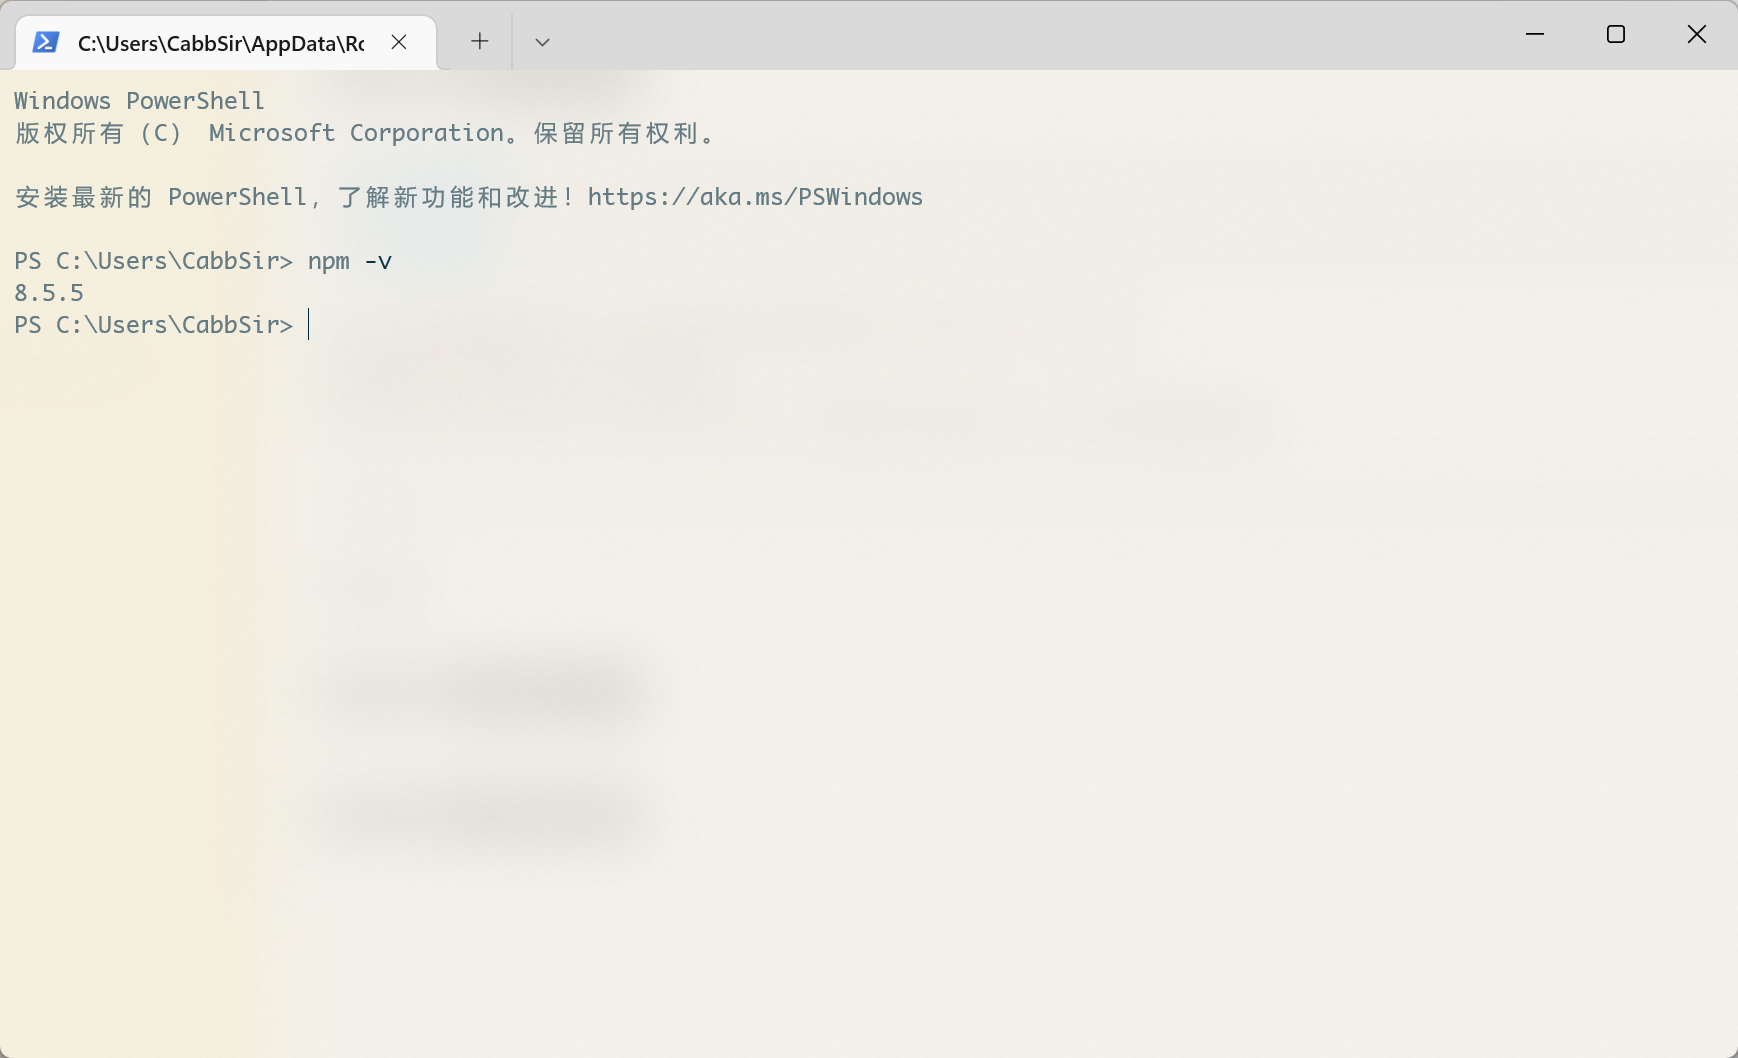 C:\Users\CabbSir\AppData\Rc
Windows PowerShell
版权所有 (C) Microsoft Corporation。保留所有权利。
安装最新的 PowerShell，了解新功能和改进！https://aka.ms/PSWindows
PS C:\Users\CabbSir> npm -v
8.5.5
PS C:\Users\CabbSir>